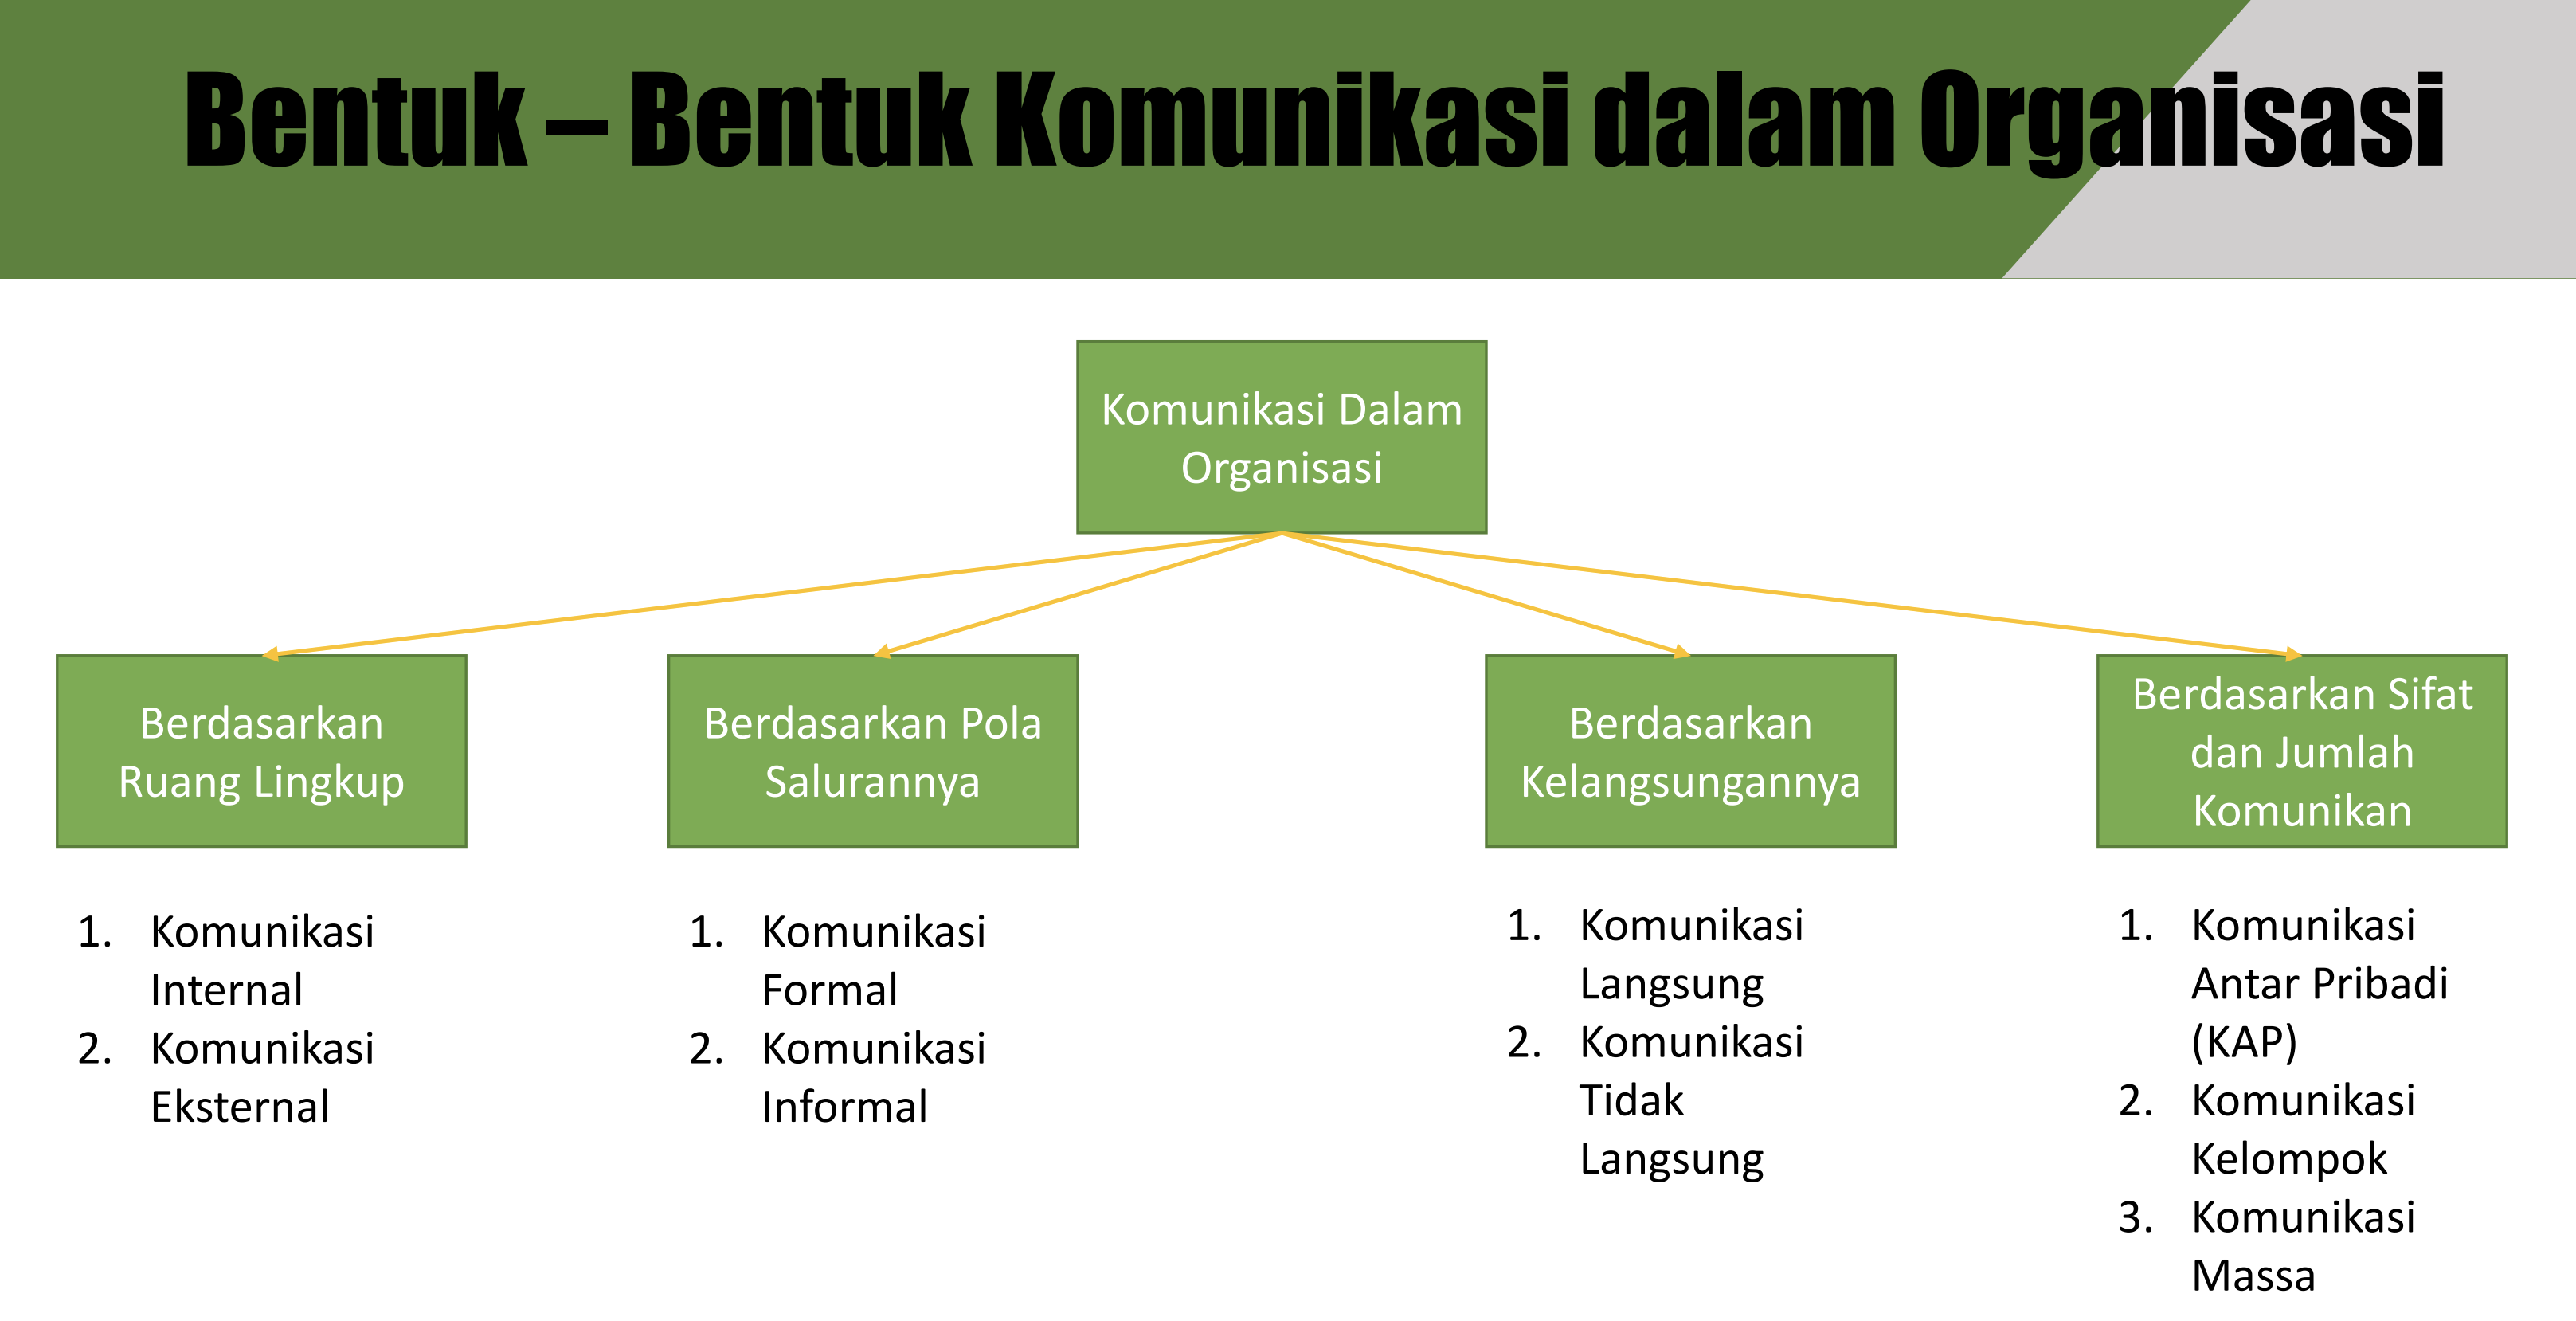 Bentuk – Bentuk Komunikasi dalam Organisasi
Komunikasi Dalam
Organisasi
Berdasarkan
Ruang Lingkup
1. Komunikasi
Internal
2. Komunikasi
Eksternal
Berdasarkan Pola
Salurannya
1. Komunikasi
Formal
2. Komunikasi
Informal
Berdasarkan
Kelangsungannya
1. Komunikasi
Langsung
2. Komunikasi
Tidak
Langsung
Berdasarkan Sifat
dan Jumlah
Komunikan
1. Komunikasi
Antar Pribadi
(KAP)
2. Komunikasi
Kelompok
3. Komunikasi
Massa